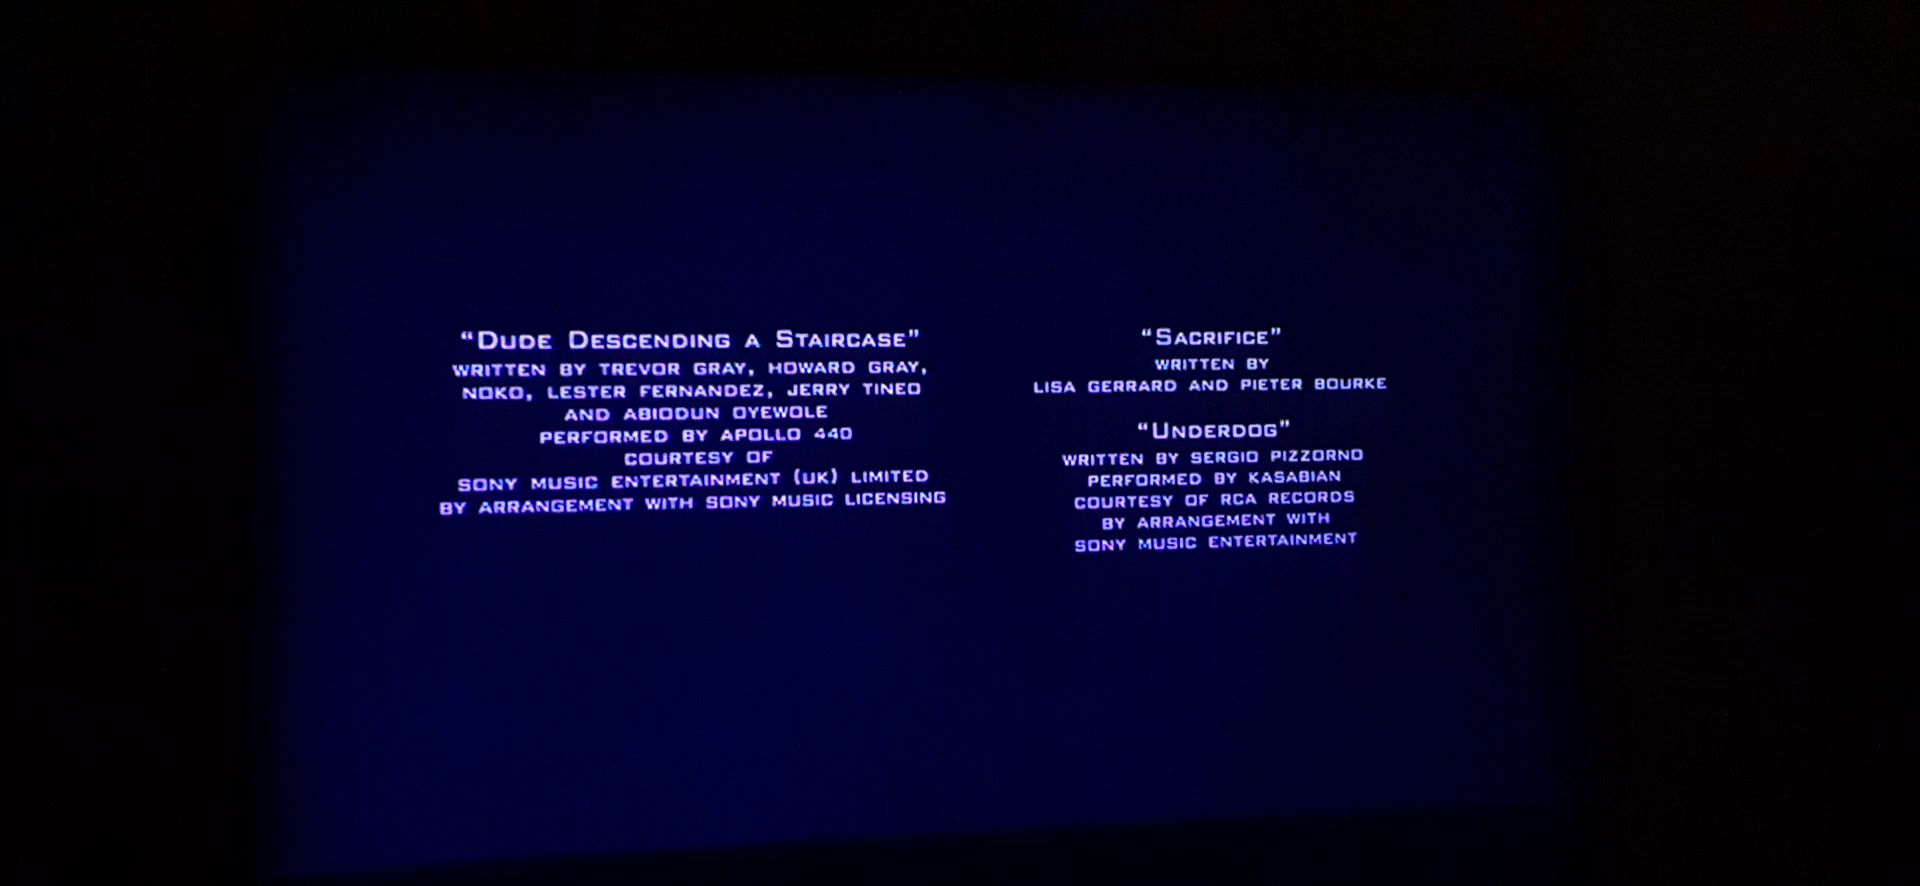 “Dude Descending a Staircase”
WRITTEN BY TREVOR GRAY, HOWARD GRAY,
NOKO, LESTER FERNANDEZ, JERRY TINEO
AND ABIODUN OYEWOLE
PERFORMED BY APOLLO 440
COURTESY OF
SONY MUSIC ENTERTAINMENT (UK) LIMITED
BY ARRANGEMENT WITH SONY MUSIC LICENSING
“Sacrifice”
WRITTEN BY
LISA GERRARD AND PIETER BOURKE
“Underdog”
WRITTEN BY SERGIO PIZZORNO
PERFORMED BY KASABIAN
COURTESY OF RCA RECORDS
BY ARRANGEMENT WITH
SONY MUSIC ENTERTAINMENT